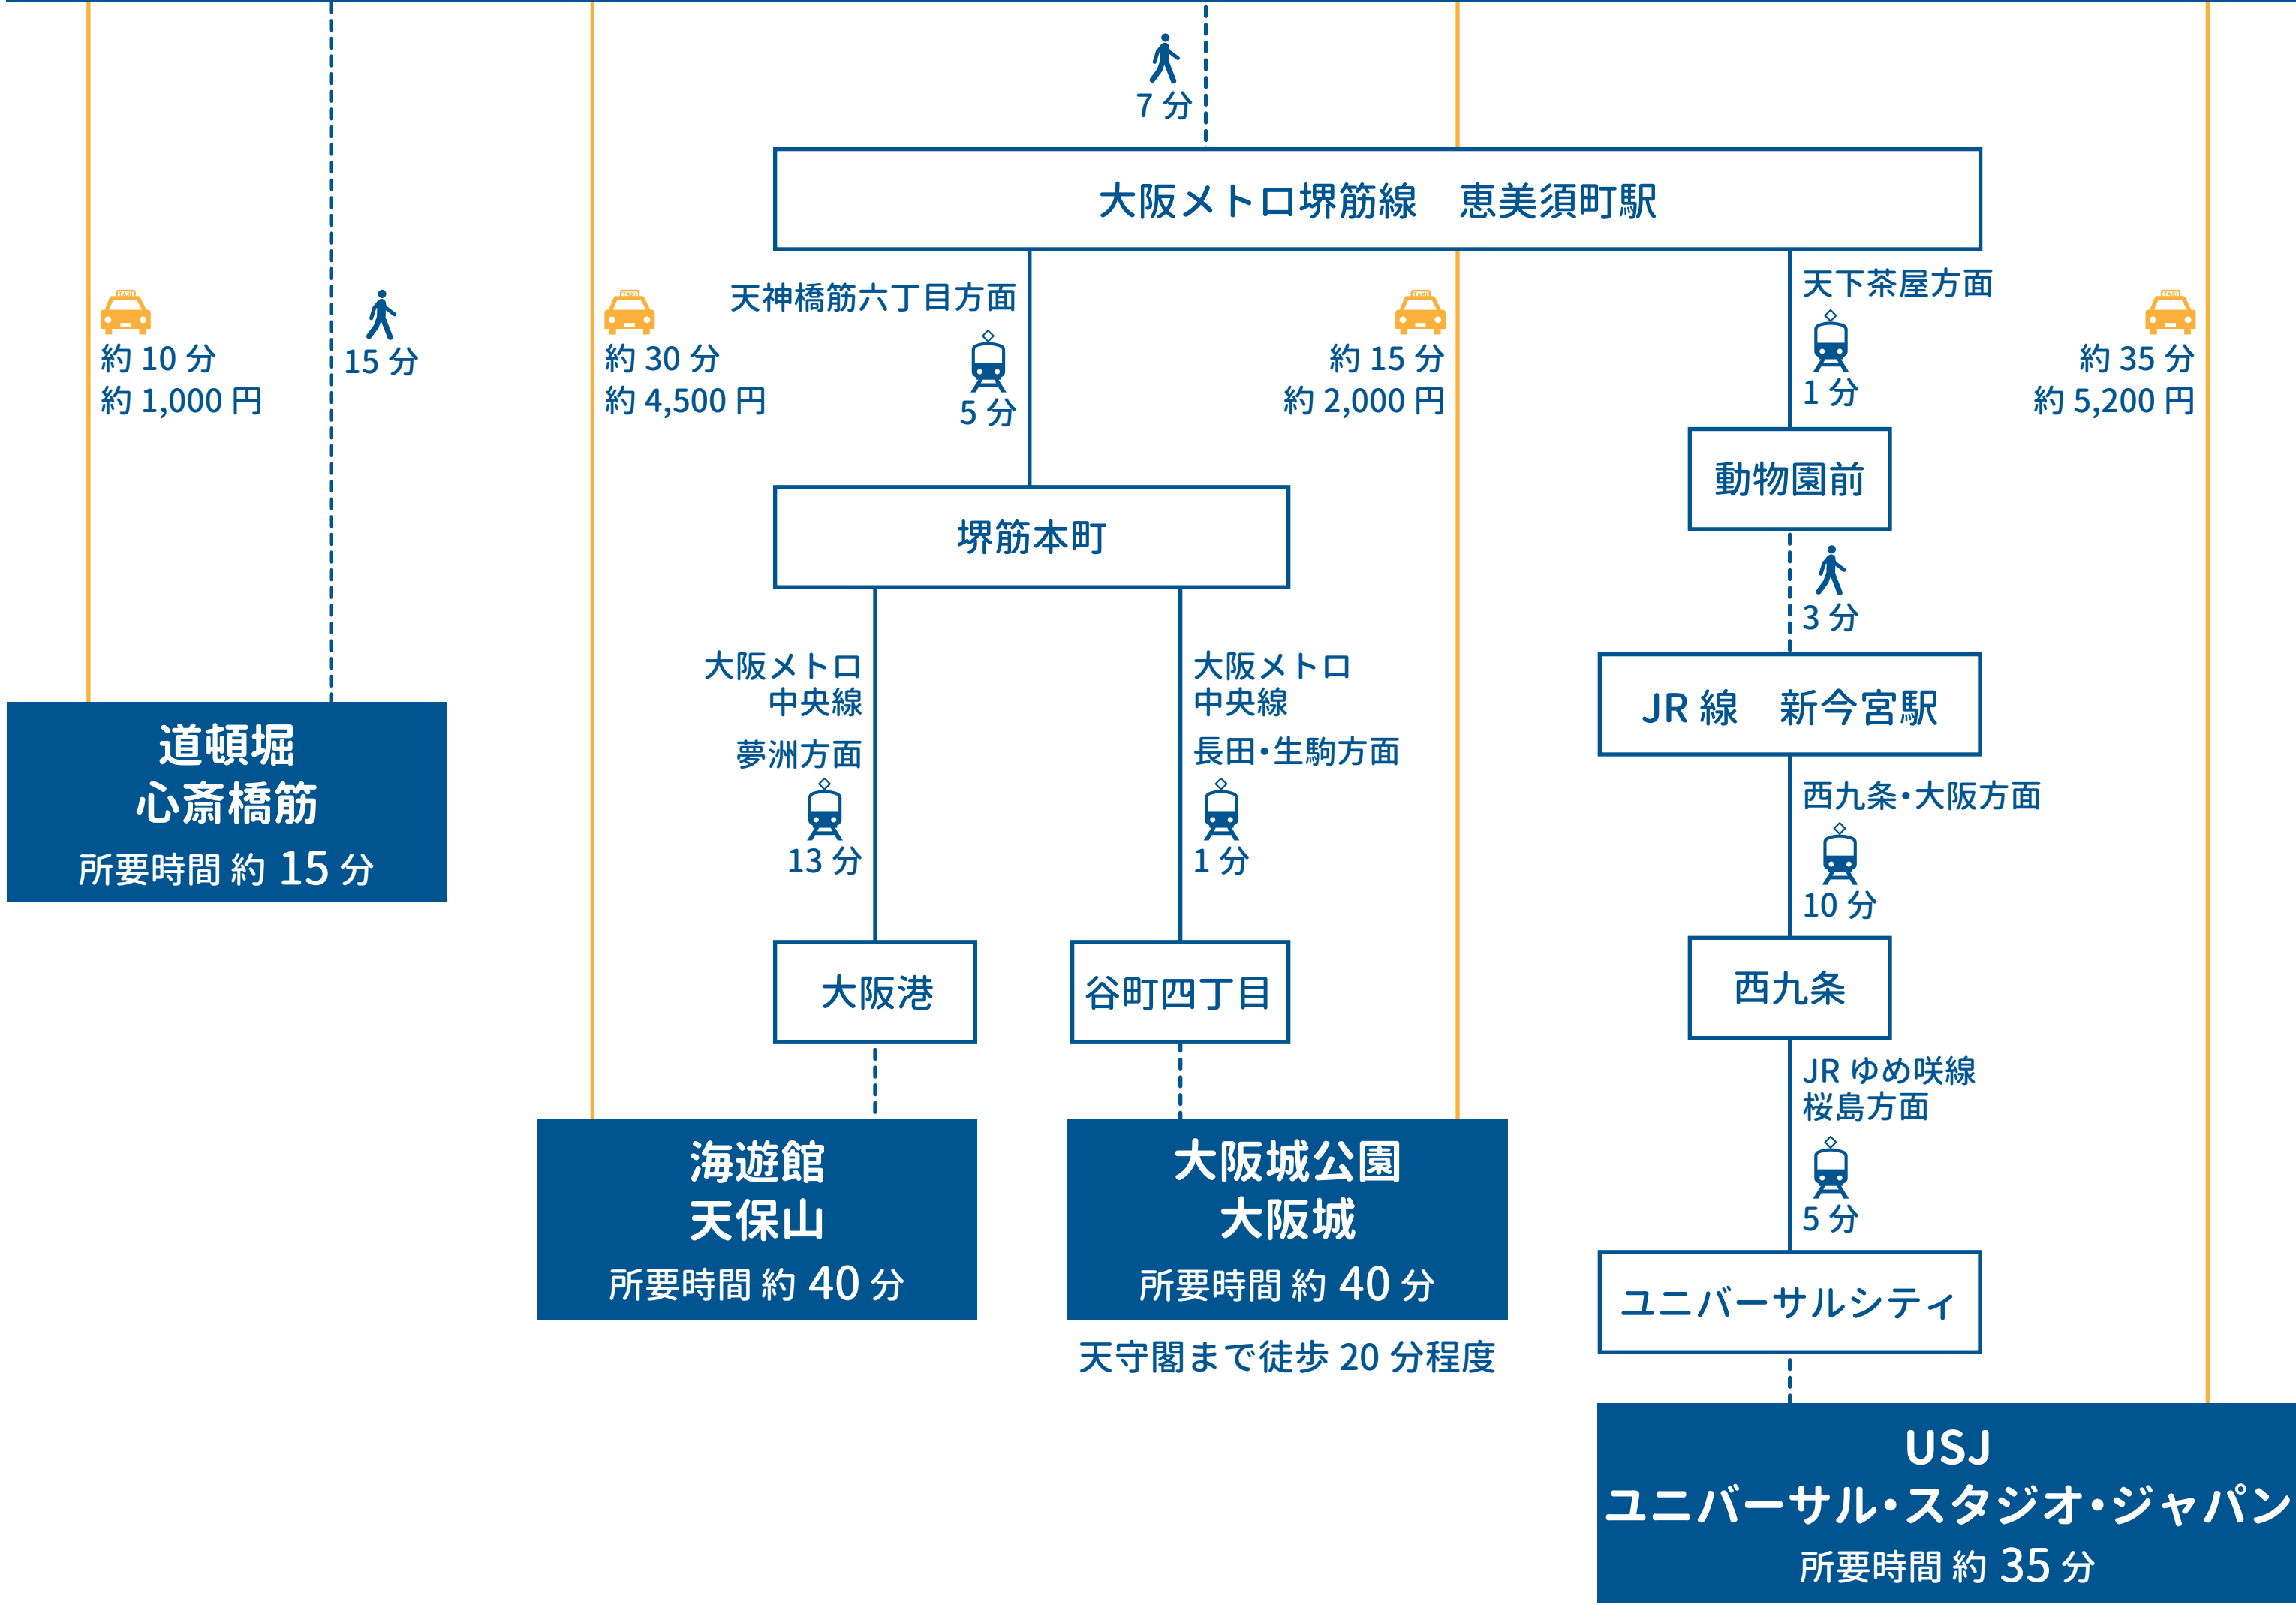 7 分
大阪メトロ堺筋線　恵美須町駅
TAXI
約 10 分
約 1,000 円
15 分
TAXI
約 30 分
約 4,500 円
天神橋筋六丁目方面
5 分
TAXI
約 15 分
約 2,000 円
天下茶屋方面
1 分
TAXI
約 35 分
約 5,200 円
動物園前
堺筋本町
3 分
大阪メトロ
中央線
夢洲方面
13 分
大阪メトロ
中央線
長田・生駒方面
1 分
JR 線　新今宮駅
道頓堀
心斎橋筋
所要時間 約 15 分
西九条・大阪方面
10 分
大阪港
谷町四丁目
西九条
JR ゆめ咲線
桜島方面
5 分
海遊館
天保山
所要時間 約 40 分
大阪城公園
大阪城
所要時間 約 40 分
天守閣まで徒歩 20 分程度
ユニバーサルシティ
USJ
ユニバーサル・スタジオ・ジャパン
所要時間 約 35 分